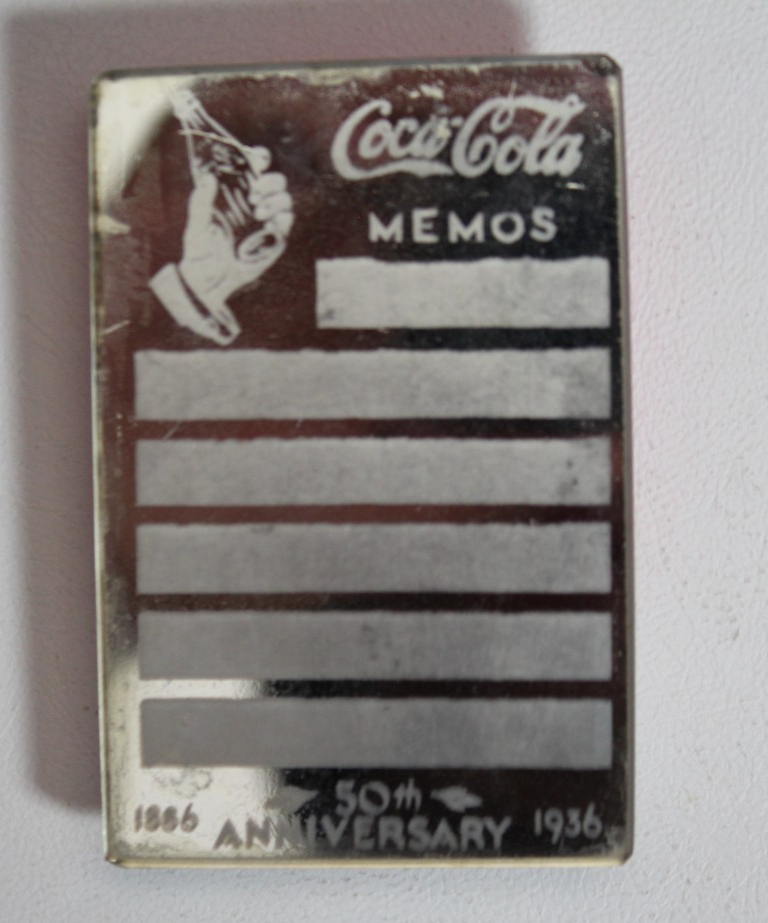 Coca-Cola
MEMOS
50th
1886 ANNIVERSARY 1936